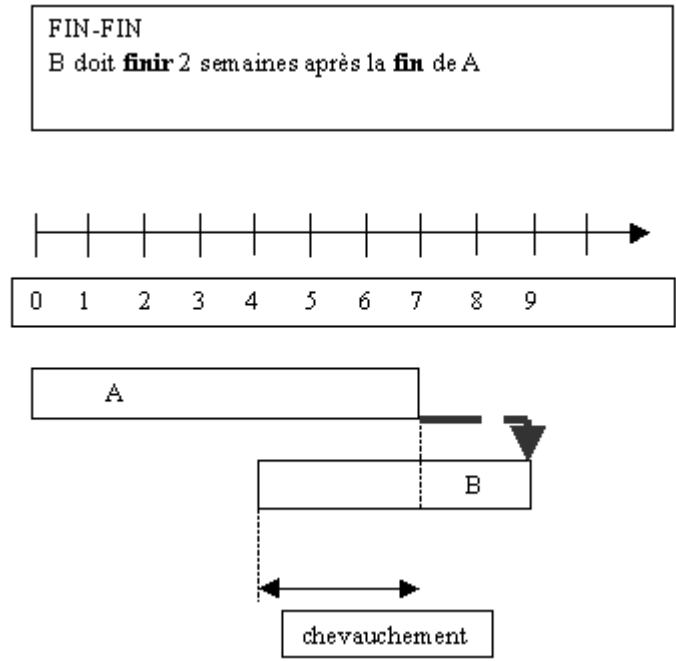 FIN-FIN
B doit finir 2 semaines après la fin de A
0 1 2 3 4 5 6 7 8 9
A
B
chevauchement